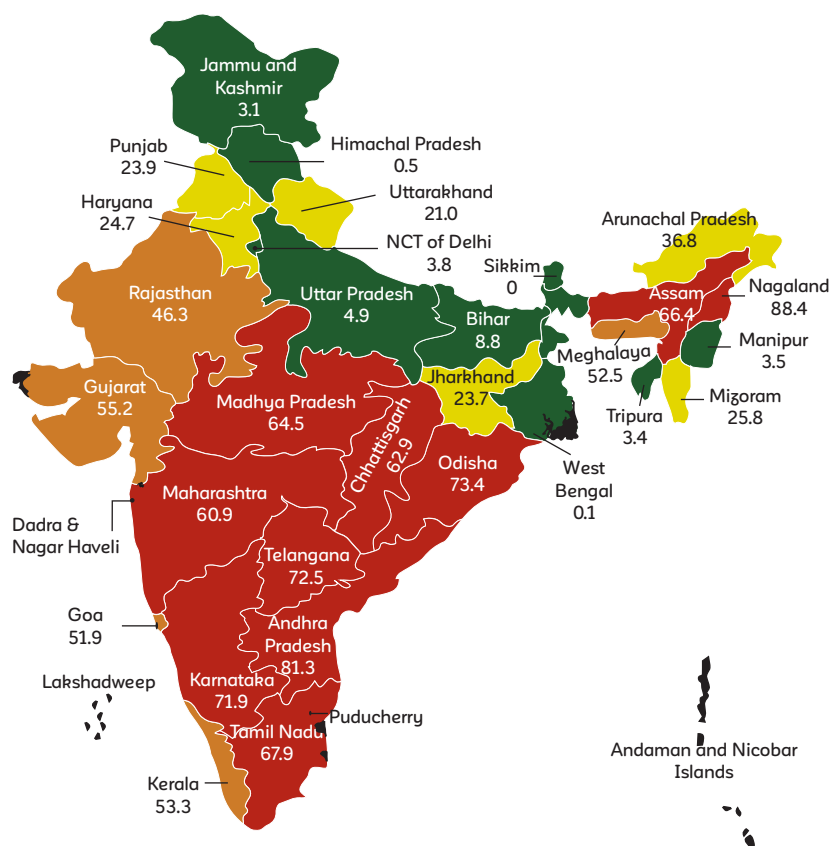 Jammu and
Kashmir
3.1
Punjab
23.9
Himachal Pradesh
0.5
Haryana
24.7
Uttarakhand
21.0
NCT of Delhi
3.8
Sikkim
0
Arunachal Pradesh
36.8
Rajasthan
46.3
Uttar Pradesh
4.9
Bihar
8.8
Assam
66.4
Nagaland
88.4
Meghalaya
52.5
Manipur
3.5
Gujarat
55.2
Madhya Pradesh
64.5
Jharkhand
23.7
Tripura
3.4
Mizoram
25.8
Chhattisgarh
62.9
Odisha
73.4
West
Bengal
0.1
Maharashtra
60.9
Dadra &
Nagar Haveli
Telangana
72.5
Goa
51.9
Andhra
Pradesh
81.3
Lakshadweep
Karnataka
71.9
Puducherry
Tamil Nadu
67.9
Kerala
53.3
Andaman and Nicobar
Islands